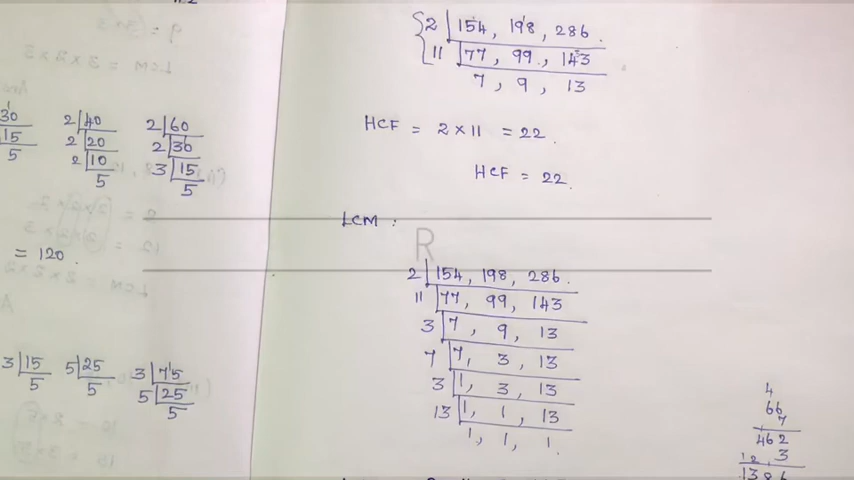 2 | 154, 198, 286.
11 | 77, 99, 143
7, 9, 13
HCF = 2 × 11 = 22.
HCF = 22.
LCM :
R
2 | 154, 198, 286.
11 | 77, 99, 143
3 | 7, 9, 13
7 | 7, 3, 13
3 | 1, 3, 13
13 | 1, 1, 13
1, 1, 1.
4
66
7
462
3
1386
30
15
5
2 | 40
2 | 20
2 | 10
5
2 | 60
2 | 30
3 | 15
5
= 120.
3 | 15
5
5 | 25
5
3 | 75
5 | 25
5